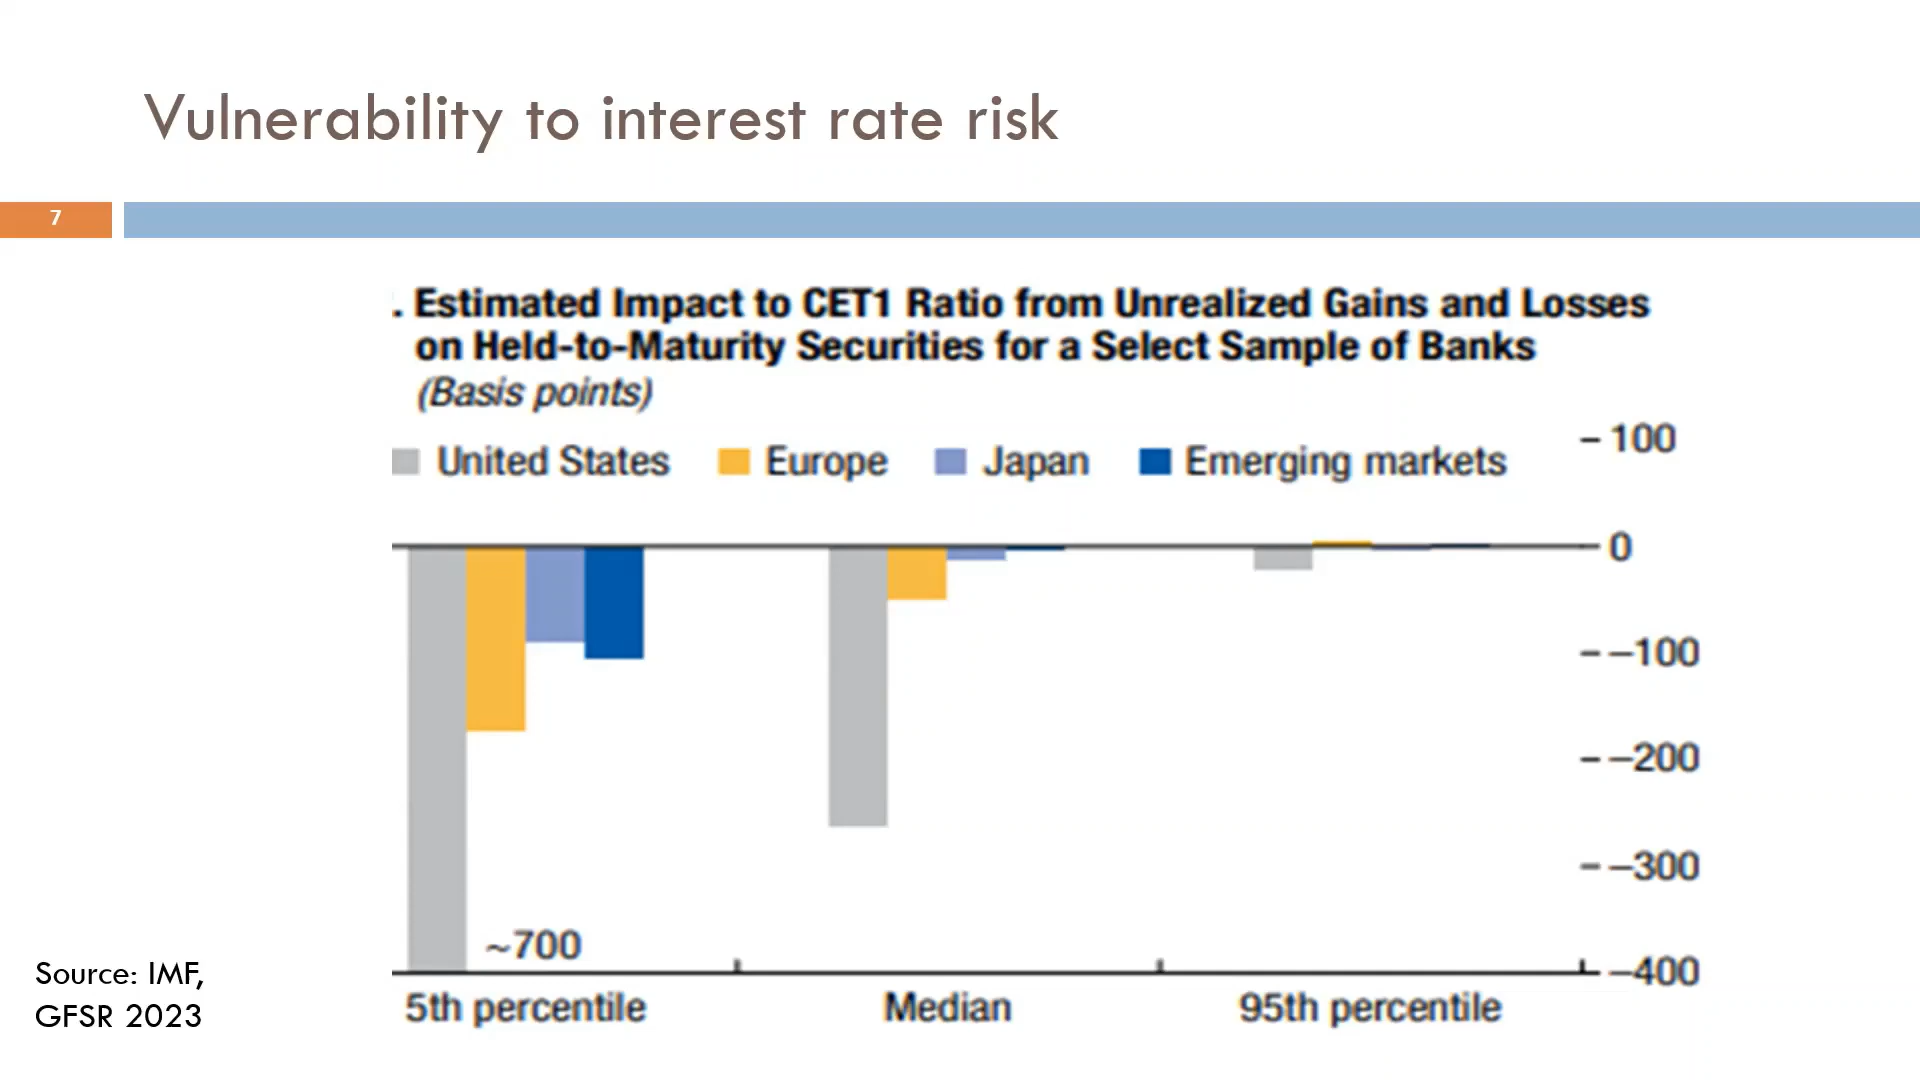 Vulnerability to interest rate risk
7
. Estimated Impact to CET1 Ratio from Unrealized Gains and Losses
on Held-to-Maturity Securities for a Select Sample of Banks
(Basis points)
United States Europe Japan Emerging markets
100
0
–100
–200
–300
–400
~700
5th percentile Median 95th percentile
Source: IMF,
GFSR 2023